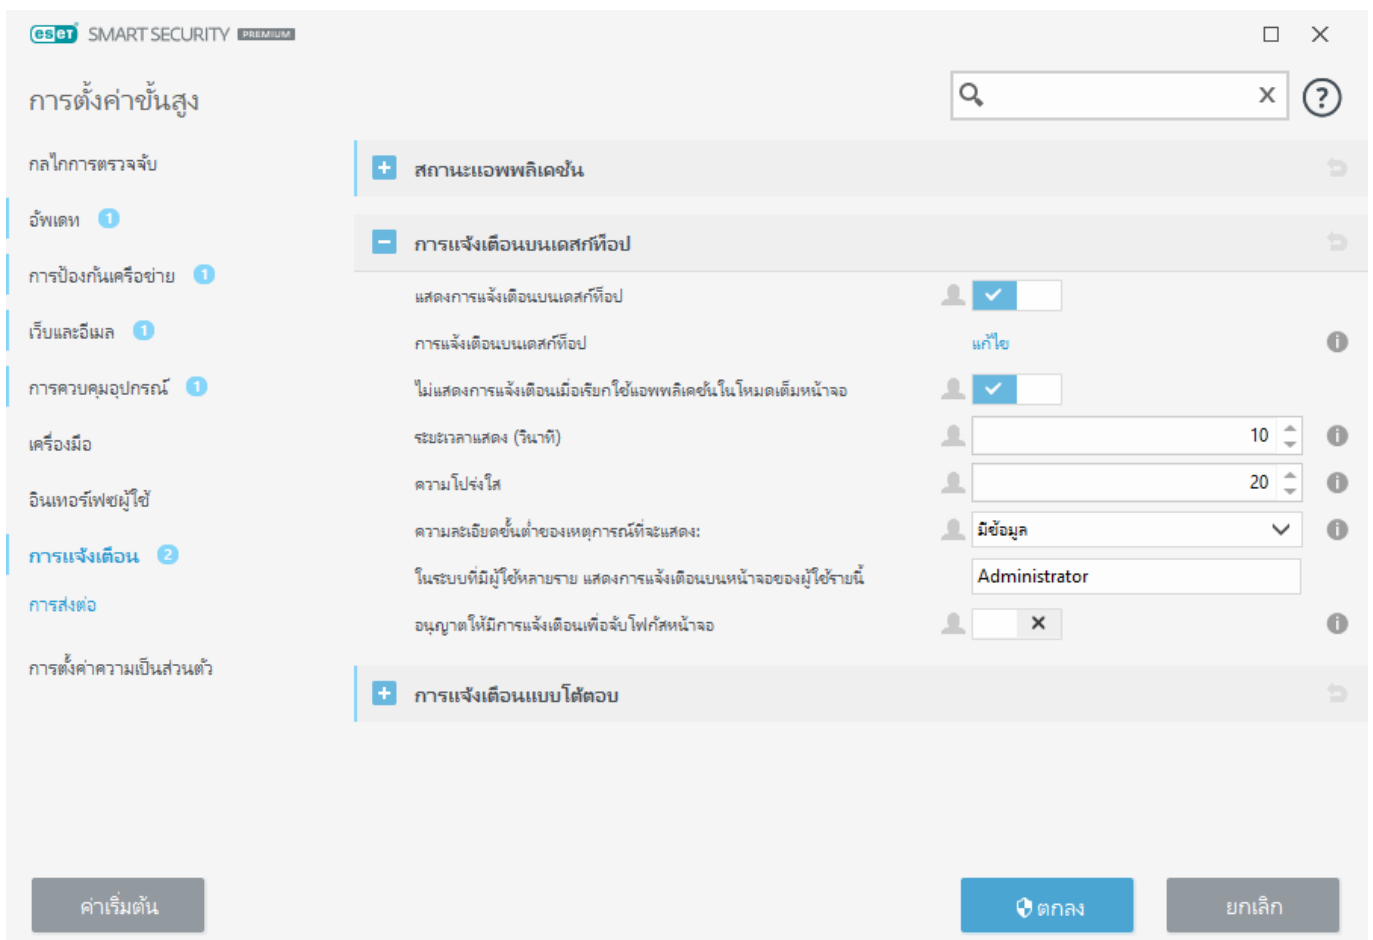 eset SMART SECURITY PREMIUM
การตั้งค่าขั้นสูง
?
กลไกการตรวจจับ
อัพเดท 1
การป้องกันเครือข่าย 1
เว็บและอีเมล 1
การควบคุมอุปกรณ์ 1
เครื่องมือ
อินเทอร์เฟซผู้ใช้
การแจ้งเตือน 2
การส่งต่อ
การตั้งค่าความเป็นส่วนตัว
สถานะแอพพลิเคชัน
การแจ้งเตือนบนเดสก์ท็อป
แสดงการแจ้งเตือนบนเดสก์ท็อป
การแจ้งเตือนบนเดสก์ท็อป แก้ไข
ไม่แสดงการแจ้งเตือนเมื่อเรียกใช้แอพพลิเคชันในโหมดเต็มหน้าจอ
ระยะเวลาแสดง (วินาที) 10
ความโปร่งใส 20
ความละเอียดขั้นต่ำของเหตุการณ์ที่จะแสดง: มีข้อมูล
ในระบบที่มีผู้ใช้หลายราย แสดงการแจ้งเตือนบนหน้าจอของผู้ใช้รายนี้ Administrator
อนุญาตให้มีการแจ้งเตือนเพื่อจับโฟกัสหน้าจอ
การแจ้งเตือนแบบโต้ตอบ
ค่าเริ่มต้น
ตกลง
ยกเลิก